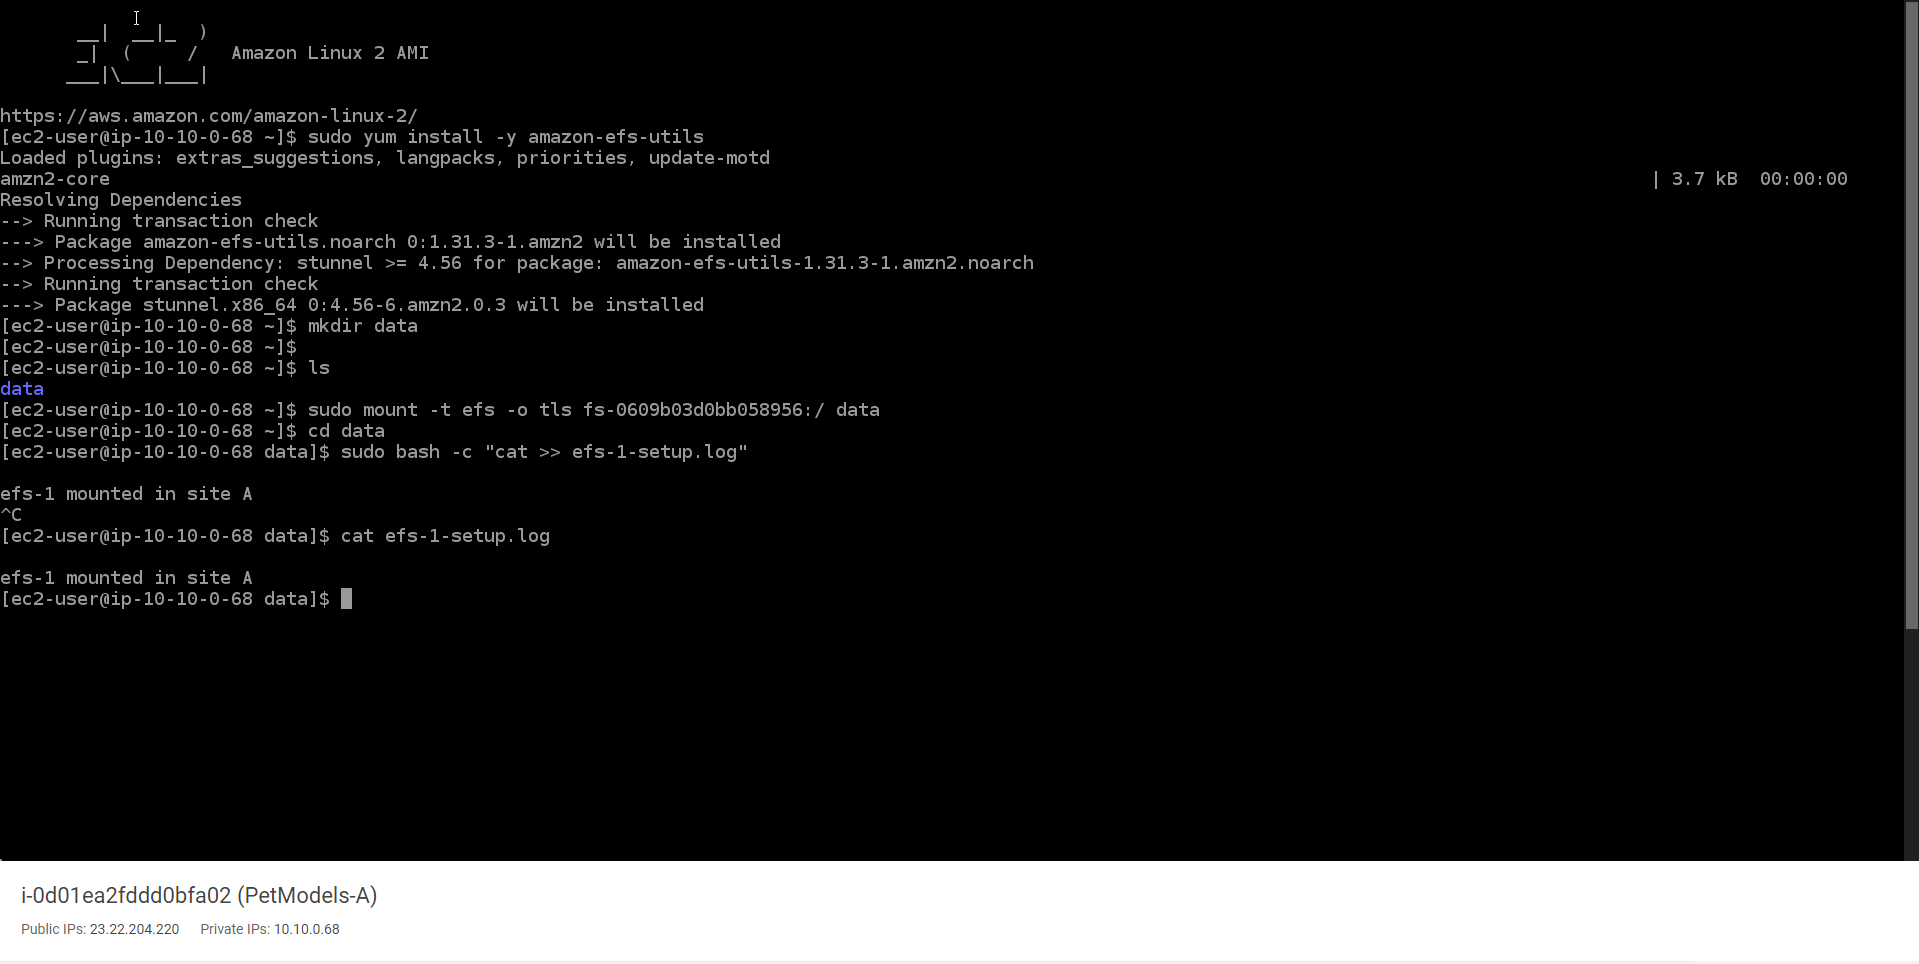 __|  __|_  )
       _|  (     /   Amazon Linux 2 AMI
      ___|\___|___|

https://aws.amazon.com/amazon-linux-2/
[ec2-user@ip-10-10-0-68 ~]$ sudo yum install -y amazon-efs-utils
Loaded plugins: extras_suggestions, langpacks, priorities, update-motd
amzn2-core | 3.7 kB  00:00:00
Resolving Dependencies
--> Running transaction check
---> Package amazon-efs-utils.noarch 0:1.31.3-1.amzn2 will be installed
--> Processing Dependency: stunnel >= 4.56 for package: amazon-efs-utils-1.31.3-1.amzn2.noarch
--> Running transaction check
---> Package stunnel.x86_64 0:4.56-6.amzn2.0.3 will be installed
[ec2-user@ip-10-10-0-68 ~]$ mkdir data
[ec2-user@ip-10-10-0-68 ~]$
[ec2-user@ip-10-10-0-68 ~]$ ls
data
[ec2-user@ip-10-10-0-68 ~]$ sudo mount -t efs -o tls fs-0609b03d0bb058956:/ data
[ec2-user@ip-10-10-0-68 ~]$ cd data
[ec2-user@ip-10-10-0-68 data]$ sudo bash -c "cat >> efs-1-setup.log"

efs-1 mounted in site A
^C
[ec2-user@ip-10-10-0-68 data]$ cat efs-1-setup.log

efs-1 mounted in site A
[ec2-user@ip-10-10-0-68 data]$
i-0d01ea2fddd0bfa02 (PetModels-A)
Public IPs: 23.22.204.220 Private IPs: 10.10.0.68